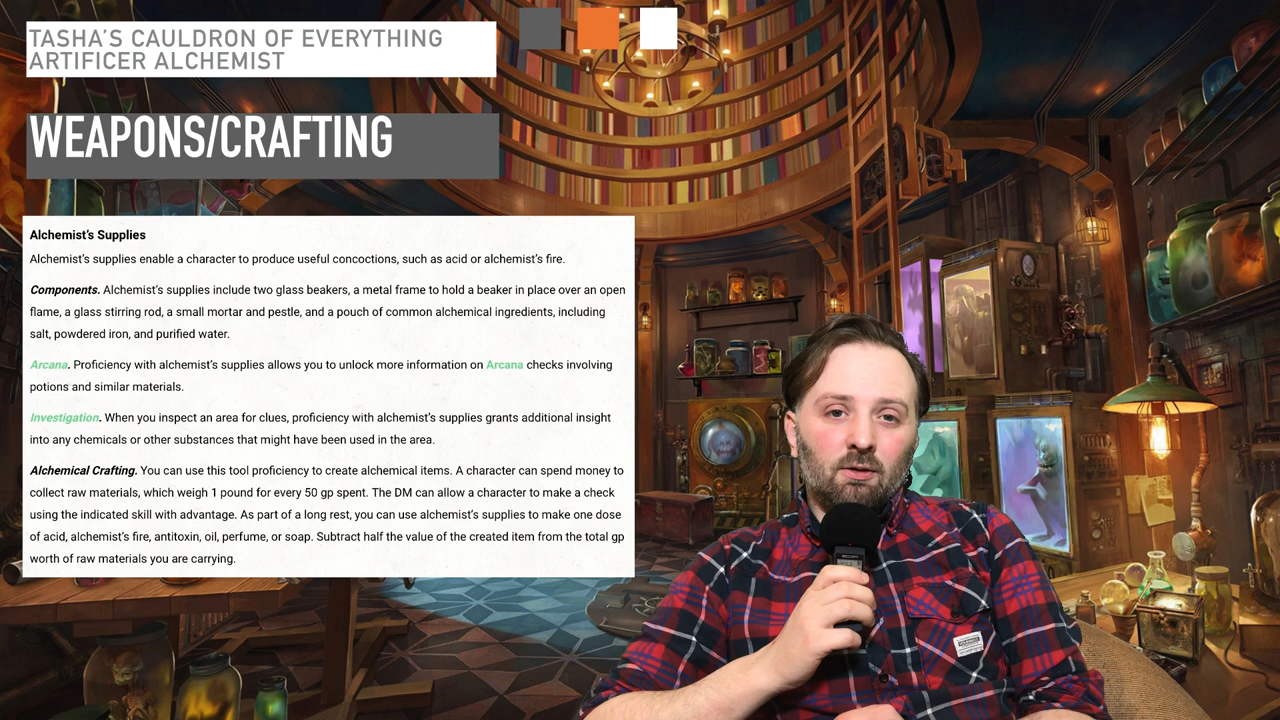 TASHA'S CAULDRON OF EVERYTHING
ARTIFICER ALCHEMIST
WEAPONS/CRAFTING
Alchemist's Supplies
Alchemist's supplies enable a character to produce useful concoctions, such as acid or alchemist's fire.
Components. Alchemist's supplies include two glass beakers, a metal frame to hold a beaker in place over an open
flame, a glass stirring rod, a small mortar and pestle, and a pouch of common alchemical ingredients, including
salt, powdered iron, and purified water.
Arcana. Proficiency with alchemist's supplies allows you to unlock more information on Arcana checks involving
potions and similar materials.
Investigation. When you inspect an area for clues, proficiency with alchemist's supplies grants additional insight
into any chemicals or other substances that might have been used in the area.
Alchemical Crafting. You can use this tool proficiency to create alchemical items. A character can spend money to
collect raw materials, which weigh 1 pound for every 50 gp spent. The DM can allow a character to make a check
using the indicated skill with advantage. As part of a long rest, you can use alchemist's supplies to make one dose
of acid, alchemist's fire, antitoxin, oil, perfume, or soap. Subtract half the value of the created item from the total gp
worth of raw materials you are carrying.